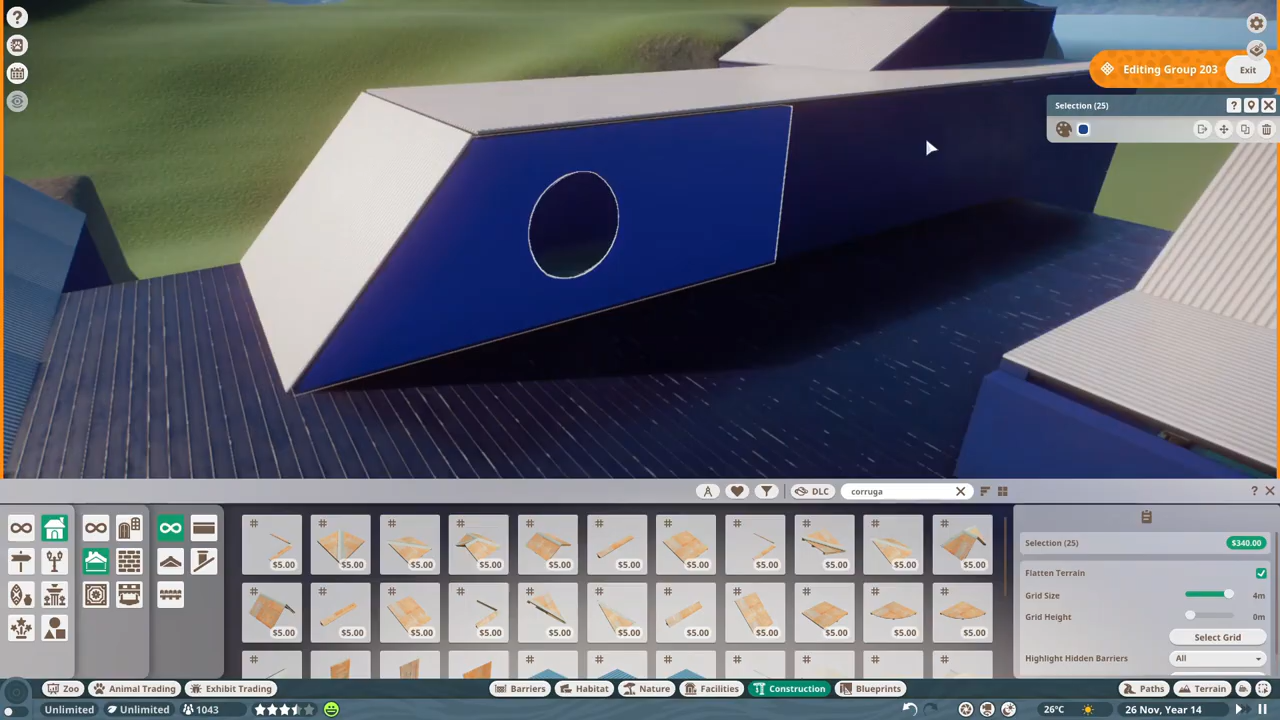 ?
Editing Group 203
Exit
Selection (25)
?
DLC
corruga
?
$5.00 $5.00 $5.00 $5.00 $5.00 $5.00 $5.00 $5.00 $5.00 $5.00 $5.00
$5.00 $5.00 $5.00 $5.00 $5.00 $5.00 $5.00 $5.00 $5.00 $5.00 $5.00
Selection (25)
$340.00
Flatten Terrain
Grid Size
4m
Grid Height
0m
Select Grid
Highlight Hidden Barriers
All
Zoo
Animal Trading
Exhibit Trading
Barriers
Habitat
Nature
Facilities
Construction
Blueprints
Paths
Terrain
Unlimited
Unlimited
1043
26°C
26 Nov, Year 14